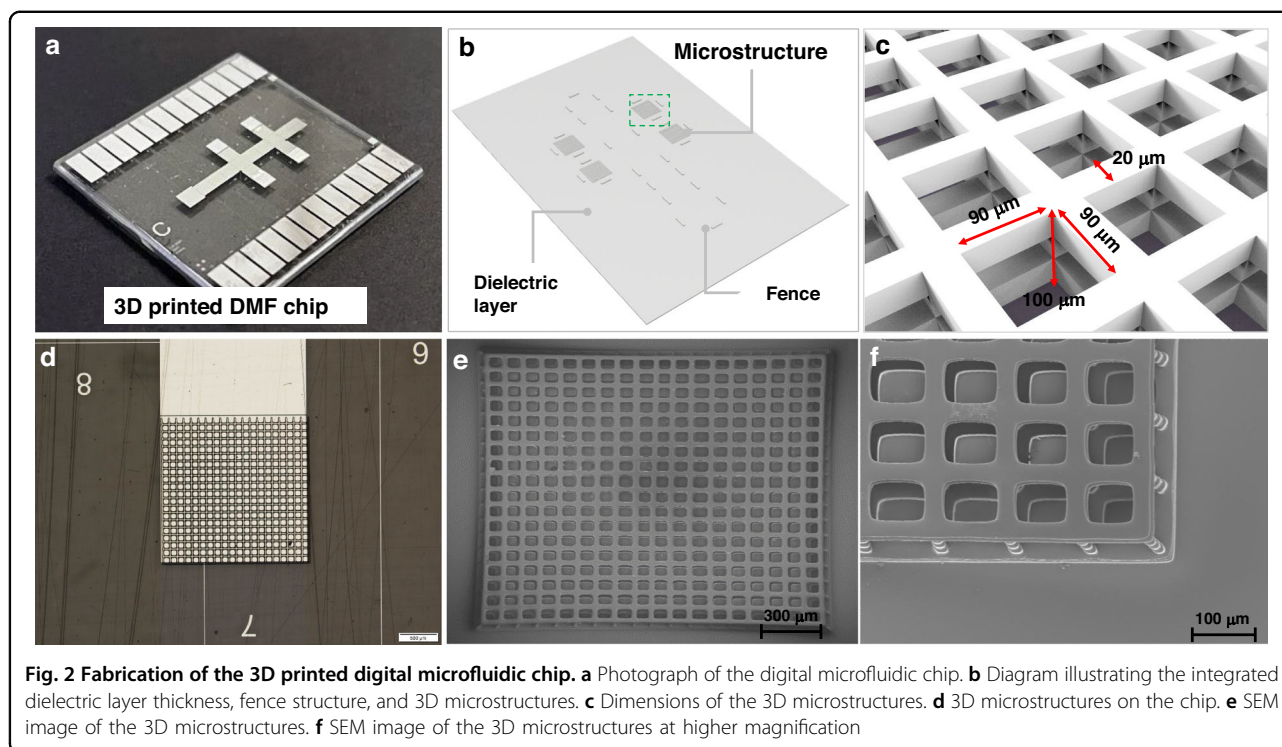 a
3D printed DMF chip
C
b
Microstructure
Dielectric
layer
Fence
c
20 µm
90 µm
90 µm
100 µm
d
8
9
7
500 µm
e
300 µm
f
100 µm
Fig. 2 Fabrication of the 3D printed digital microfluidic chip. a Photograph of the digital microfluidic chip. b Diagram illustrating the integrated
dielectric layer thickness, fence structure, and 3D microstructures. c Dimensions of the 3D microstructures. d 3D microstructures on the chip. e SEM
image of the 3D microstructures. f SEM image of the 3D microstructures at higher magnification